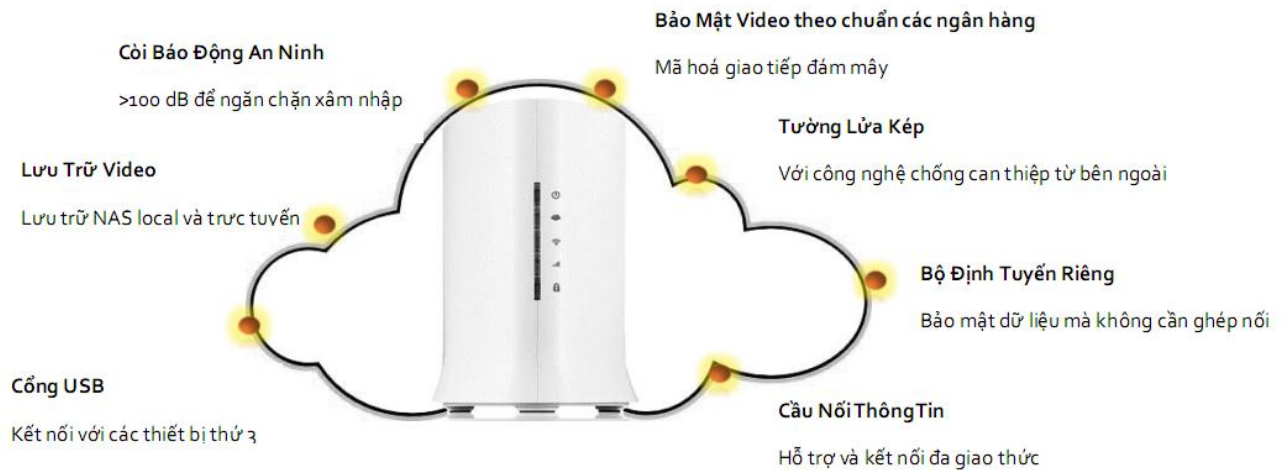 Còi Báo Động An Ninh
>100 dB để ngăn chặn xâm nhập
Bảo Mật Video theo chuẩn các ngân hàng
Mã hoá giao tiếp đám mây
Tường Lửa Kép
Với công nghệ chống can thiệp từ bên ngoài
Lưu Trữ Video
Lưu trữ NAS local và trưc tuyến
Bộ Định Tuyến Riêng
Bảo mật dữ liệu mà không cần ghép nối
Cổng USB
Kết nối với các thiết bị thứ 3
Cầu Nối ThôngTin
Hỗ trợ và kết nối đa giao thức